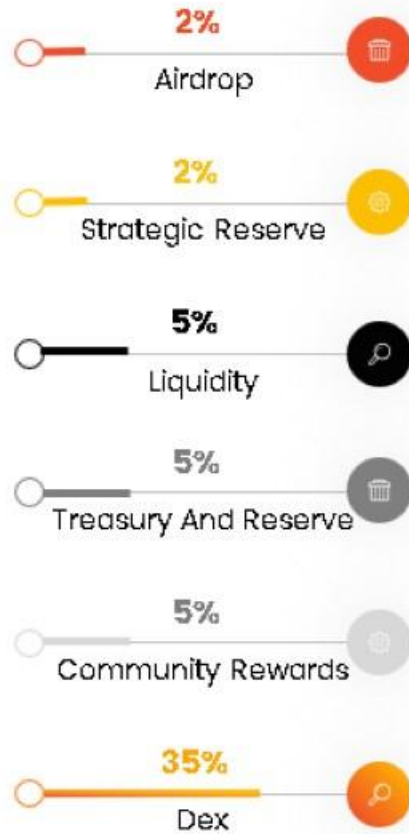 2%
Airdrop
2%
Strategic Reserve
5%
Liquidity
5%
Treasury And Reserve
5%
Community Rewards
35%
Dex